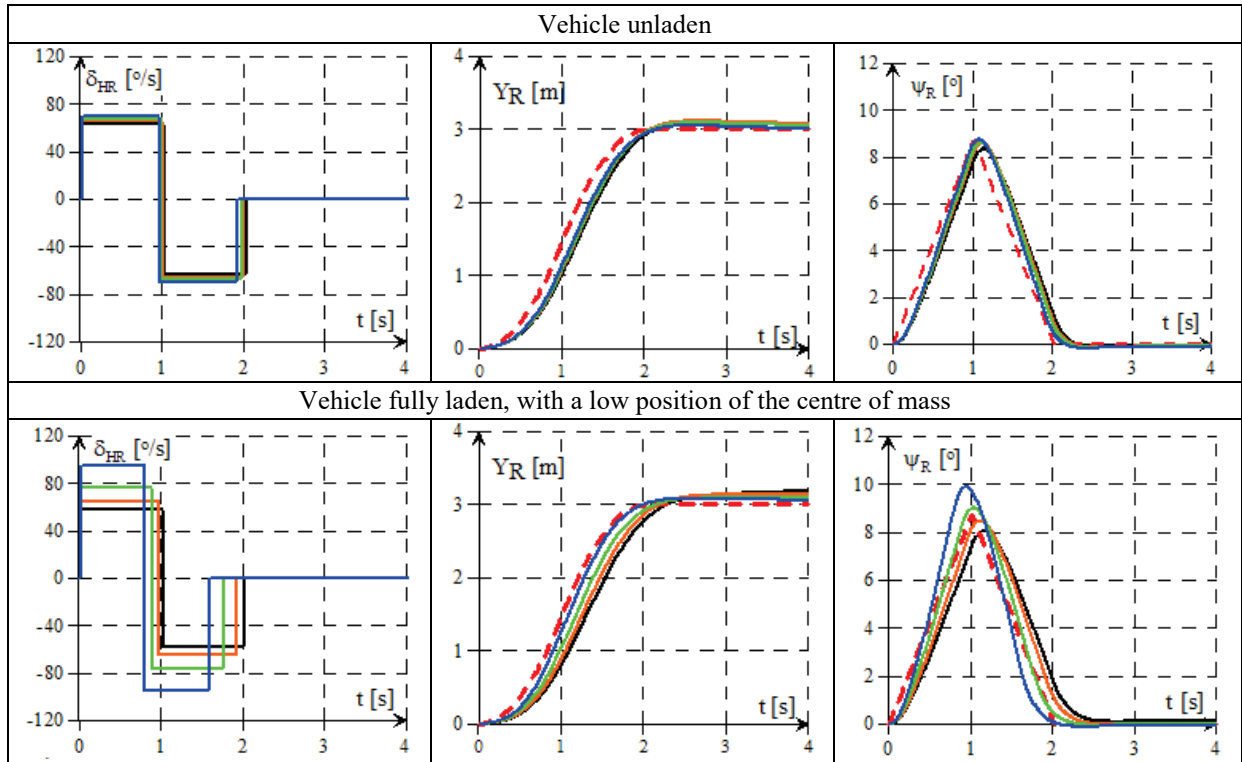 Vehicle unladen
120
80
40
0
-40
-80
-120
δHR [°/s]
t [s]
0 1 2 3 4
4
3
2
1
0
YR [m]
t [s]
0 1 2 3 4
12
10
8
6
4
2
0
ψR [°]
t [s]
0 1 2 3 4
Vehicle fully laden, with a low position of the centre of mass
120
80
40
0
-40
-80
-120
δHR [°/s]
t [s]
0 1 2 3 4
4
3
2
1
0
YR [m]
t [s]
0 1 2 3 4
12
10
8
6
4
2
0
ψR [°]
t [s]
0 1 2 3 4